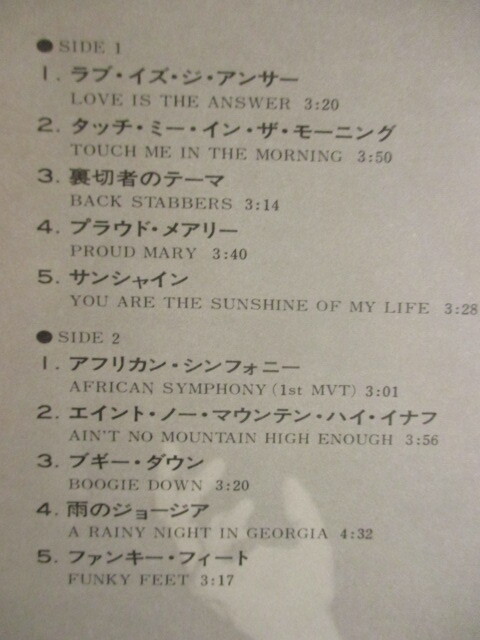 ● SIDE 1
1. ラブ・イズ・ジ・アンサー
LOVE IS THE ANSWER 3:20
2. タッチ・ミー・イン・ザ・モーニング
TOUCH ME IN THE MORNING 3:50
3. 裏切者のテーマ
BACK STABBERS 3:14
4. プラウド・メアリー
PROUD MARY 3:40
5. サンシャイン
YOU ARE THE SUNSHINE OF MY LIFE 3:28
● SIDE 2
1. アフリカン・シンフォニー
AFRICAN SYMPHONY (1st MVT) 3:01
2. エイント・ノー・マウンテン・ハイ・イナフ
AIN'T NO MOUNTAIN HIGH ENOUGH 3:56
3. ブギー・ダウン
BOOGIE DOWN 3:20
4. 雨のジョージア
A RAINY NIGHT IN GEORGIA 4:32
5. ファンキー・フィート
FUNKY FEET 3:17